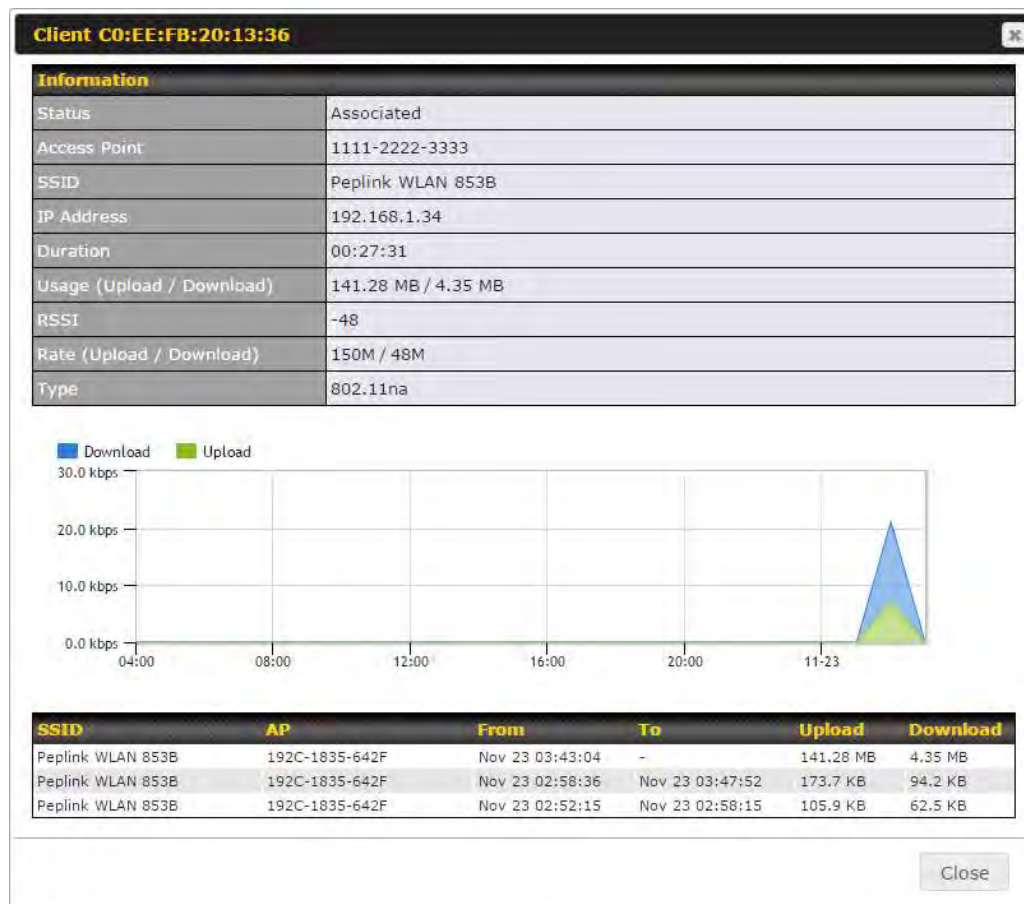 Client C0:EE:FB:20:13:36
Information
Status Associated
Access Point 1111-2222-3333
SSID Peplink WLAN 853B
IP Address 192.168.1.34
Duration 00:27:31
Usage (Upload / Download) 141.28 MB / 4.35 MB
RSSI -48
Rate (Upload / Download) 150M / 48M
Type 802.11na
Download Upload
30.0 kbps
20.0 kbps
10.0 kbps
0.0 kbps
04:00 08:00 12:00 16:00 20:00 11-23
SSID AP From To Upload Download
Peplink WLAN 853B 192C-1835-642F Nov 23 03:43:04 - 141.28 MB 4.35 MB
Peplink WLAN 853B 192C-1835-642F Nov 23 02:58:36 Nov 23 03:47:52 173.7 KB 94.2 KB
Peplink WLAN 853B 192C-1835-642F Nov 23 02:52:15 Nov 23 02:58:15 105.9 KB 62.5 KB
Close